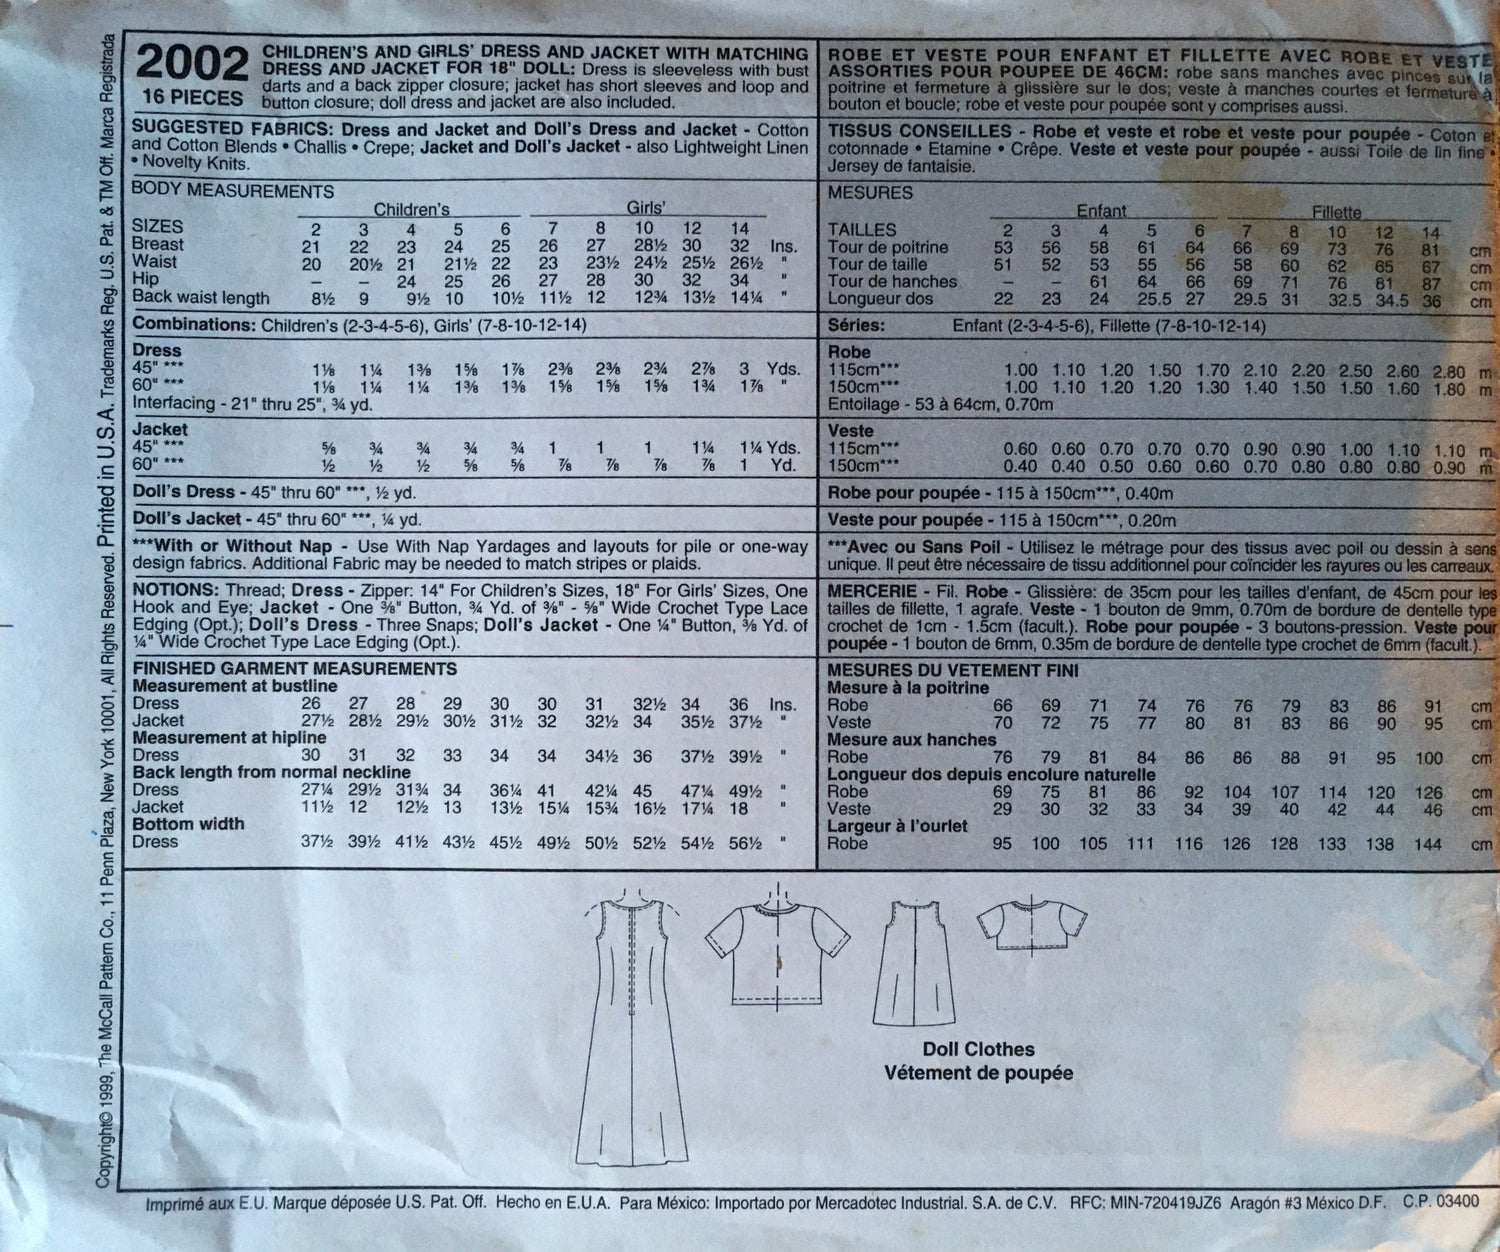 2002
16 PIECES
CHILDREN'S AND GIRLS' DRESS AND JACKET WITH MATCHING
DRESS AND JACKET FOR 18" DOLL: Dress is sleeveless with bust
darts and a back zipper closure; jacket has short sleeves and loop and
button closure; doll dress and jacket are also included.
SUGGESTED FABRICS: Dress and Jacket and Doll's Dress and Jacket - Cotton
and Cotton Blends • Challis • Crepe; Jacket and Doll's Jacket - also Lightweight Linen
• Novelty Knits.
BODY MEASUREMENTS
Children's Girls'
SIZES 2 3 4 5 6 7 8 10 12 14
Breast 21 22 23 24 25 26 27 28½ 30 32 Ins.
Waist 20 20½ 21 21½ 22 23 23½ 24½ 25½ 26½ "
Hip – – 24 25 26 27 28 30 32 34 "
Back waist length 8½ 9 9½ 10 10½ 11½ 12 12¾ 13½ 14¼ "
Combinations: Children's (2-3-4-5-6), Girls' (7-8-10-12-14)
Dress
45" *** 1⅛ 1¼ 1⅜ 1⅝ 1⅞ 2⅜ 2⅜ 2¾ 2⅞ 3 Yds.
60" *** 1⅛ 1¼ 1¼ 1⅜ 1⅜ 1⅝ 1⅝ 1⅝ 1¾ 1⅞ "
Interfacing - 21" thru 25", ¾ yd.
Jacket
45" *** ⅝ ¾ ¾ ¾ ¾ 1 1 1 1¼ 1¼ Yds.
60" *** ½ ½ ½ ⅝ ⅝ ⅞ ⅞ ⅞ ⅞ 1 Yd.
Doll's Dress - 45" thru 60" ***, ½ yd.
Doll's Jacket - 45" thru 60" ***, ¼ yd.
***With or Without Nap - Use With Nap Yardages and layouts for pile or one-way
design fabrics. Additional Fabric may be needed to match stripes or plaids.
NOTIONS: Thread; Dress - Zipper: 14" For Children's Sizes, 18" For Girls' Sizes, One
Hook and Eye; Jacket - One ⅜" Button, ¾ Yd. of ⅜" - ⅝" Wide Crochet Type Lace
Edging (Opt.); Doll's Dress - Three Snaps; Doll's Jacket - One ¼" Button, ⅜ Yd. of
¼" Wide Crochet Type Lace Edging (Opt.).
FINISHED GARMENT MEASUREMENTS
Measurement at bustline
Dress 26 27 28 29 30 30 31 32½ 34 36 Ins.
Jacket 27½ 28½ 29½ 30½ 31½ 32 32½ 34 35½ 37½ "
Measurement at hipline
Dress 30 31 32 33 34 34 34½ 36 37½ 39½ "
Back length from normal neckline
Dress 27¼ 29½ 31¾ 34 36¼ 41 42¼ 45 47¼ 49½ "
Jacket 11½ 12 12½ 13 13½ 15¼ 15¾ 16½ 17¼ 18 "
Bottom width
Dress 37½ 39½ 41½ 43½ 45½ 49½ 50½ 52½ 54½ 56½ "
ROBE ET VESTE POUR ENFANT ET FILLETTE AVEC ROBE ET VESTE
ASSORTIES POUR POUPEE DE 46CM: robe sans manches avec pinces sur la
poitrine et fermeture à glissière sur le dos; veste à manches courtes et fermeture à
bouton et boucle; robe et veste pour poupée sont y comprises aussi.
TISSUS CONSEILLES - Robe et veste et robe et veste pour poupée - Coton et
cotonnade • Etamine • Crêpe. Veste et veste pour poupée - aussi Toile de lin fine •
Jersey de fantaisie.
MESURES
Enfant Fillette
TAILLES 2 3 4 5 6 7 8 10 12 14
Tour de poitrine 53 56 58 61 64 66 69 73 76 81 cm
Tour de taille 51 52 53 55 56 58 60 62 65 67 cm
Tour de hanches – – 61 64 66 69 71 76 81 87 cm
Longueur dos 22 23 24 25.5 27 29.5 31 32.5 34.5 36 cm
Séries: Enfant (2-3-4-5-6), Fillette (7-8-10-12-14)
Robe
115cm*** 1.00 1.10 1.20 1.50 1.70 2.10 2.20 2.50 2.60 2.80 m
150cm*** 1.00 1.10 1.20 1.20 1.30 1.40 1.50 1.50 1.60 1.80 m
Entoilage - 53 à 64cm, 0.70m
Veste
115cm*** 0.60 0.60 0.70 0.70 0.70 0.90 0.90 1.00 1.10 1.10 m
150cm*** 0.40 0.40 0.50 0.60 0.60 0.70 0.80 0.80 0.80 0.90 m
Robe pour poupée - 115 à 150cm***, 0.40m
Veste pour poupée - 115 à 150cm***, 0.20m
***Avec ou Sans Poil - Utilisez le métrage pour des tissus avec poil ou dessin à sens
unique. Il peut être nécessaire de tissu additionnel pour coïncider les rayures ou les carreaux.
MERCERIE - Fil. Robe - Glissière: de 35cm pour les tailles d'enfant, de 45cm pour les
tailles de fillette, 1 agrafe. Veste - 1 bouton de 9mm, 0.70m de bordure de dentelle type
crochet de 1cm - 1.5cm (facult.). Robe pour poupée - 3 boutons-pression. Veste pour
poupée - 1 bouton de 6mm, 0.35m de bordure de dentelle type crochet de 6mm (facult.).
MESURES DU VETEMENT FINI
Mesure à la poitrine
Robe 66 69 71 74 76 76 79 83 86 91 cm
Veste 70 72 75 77 80 81 83 86 90 95 cm
Mesure aux hanches
Robe 76 79 81 84 86 86 88 91 95 100 cm
Longueur dos depuis encolure naturelle
Robe 69 75 81 86 92 104 107 114 120 126 cm
Veste 29 30 32 33 34 39 40 42 44 46 cm
Largeur à l'ourlet
Robe 95 100 105 111 116 126 128 133 138 144 cm
Doll Clothes
Vétement de poupée
Imprimé aux E.U. Marque déposée U.S. Pat. Off. Hecho en E.U.A. Para México: Importado por Mercadotec Industrial. S.A. de C.V. RFC: MIN-720419JZ6 Aragón #3 México D.F. C.P. 03400
Copyright© 1999, The McCall Pattern Co., 11 Penn Plaza, New York 10001, All Rights Reserved. Printed in U.S.A. Trademarks Reg. U.S. Pat. & TM Off. Marca Registrada